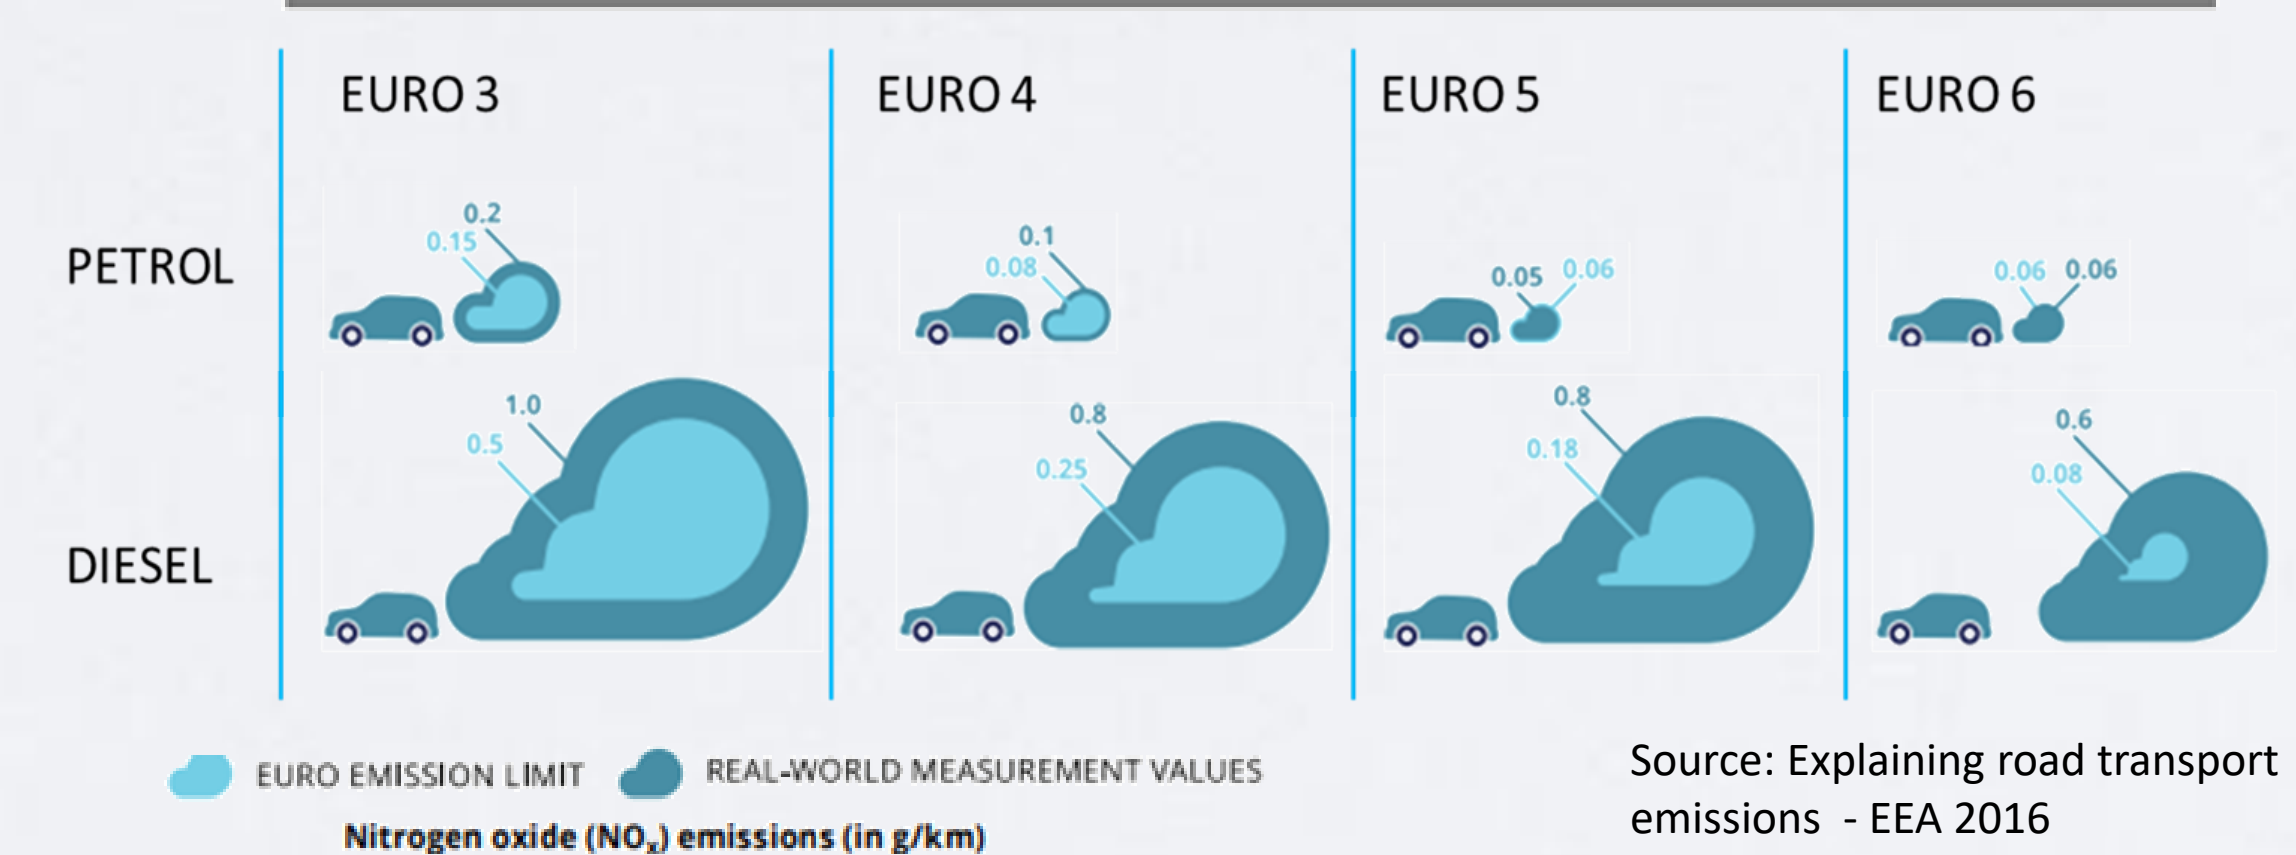 EURO 3
EURO 4
EURO 5
EURO 6
PETROL
0.2
0.15
0.1
0.08
0.05
0.06
0.06
0.06
DIESEL
1.0
0.5
0.8
0.25
0.8
0.18
0.6
0.08
EURO EMISSION LIMIT
REAL-WORLD MEASUREMENT VALUES
Nitrogen oxide (NOₓ) emissions (in g/km)
Source: Explaining road transport
emissions - EEA 2016